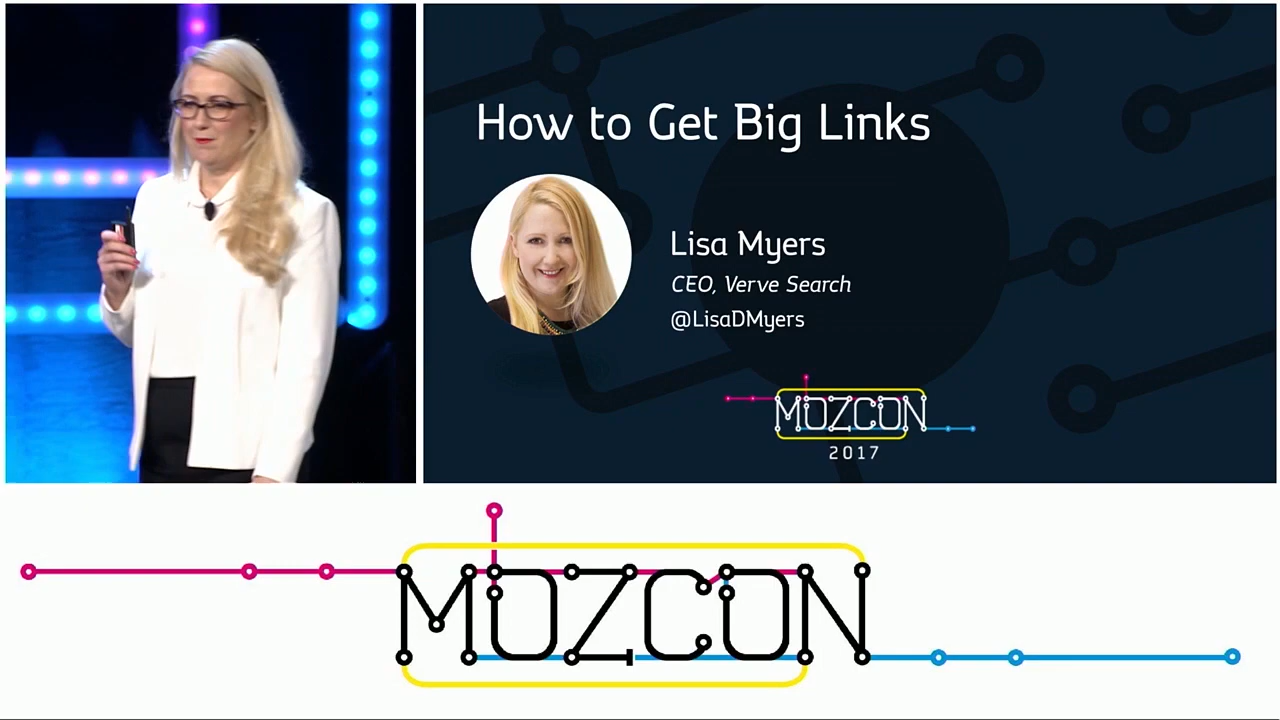 How to Get Big Links
Lisa Myers
CEO, Verve Search
@LisaDMyers
MOZCON
2017
MOZCON